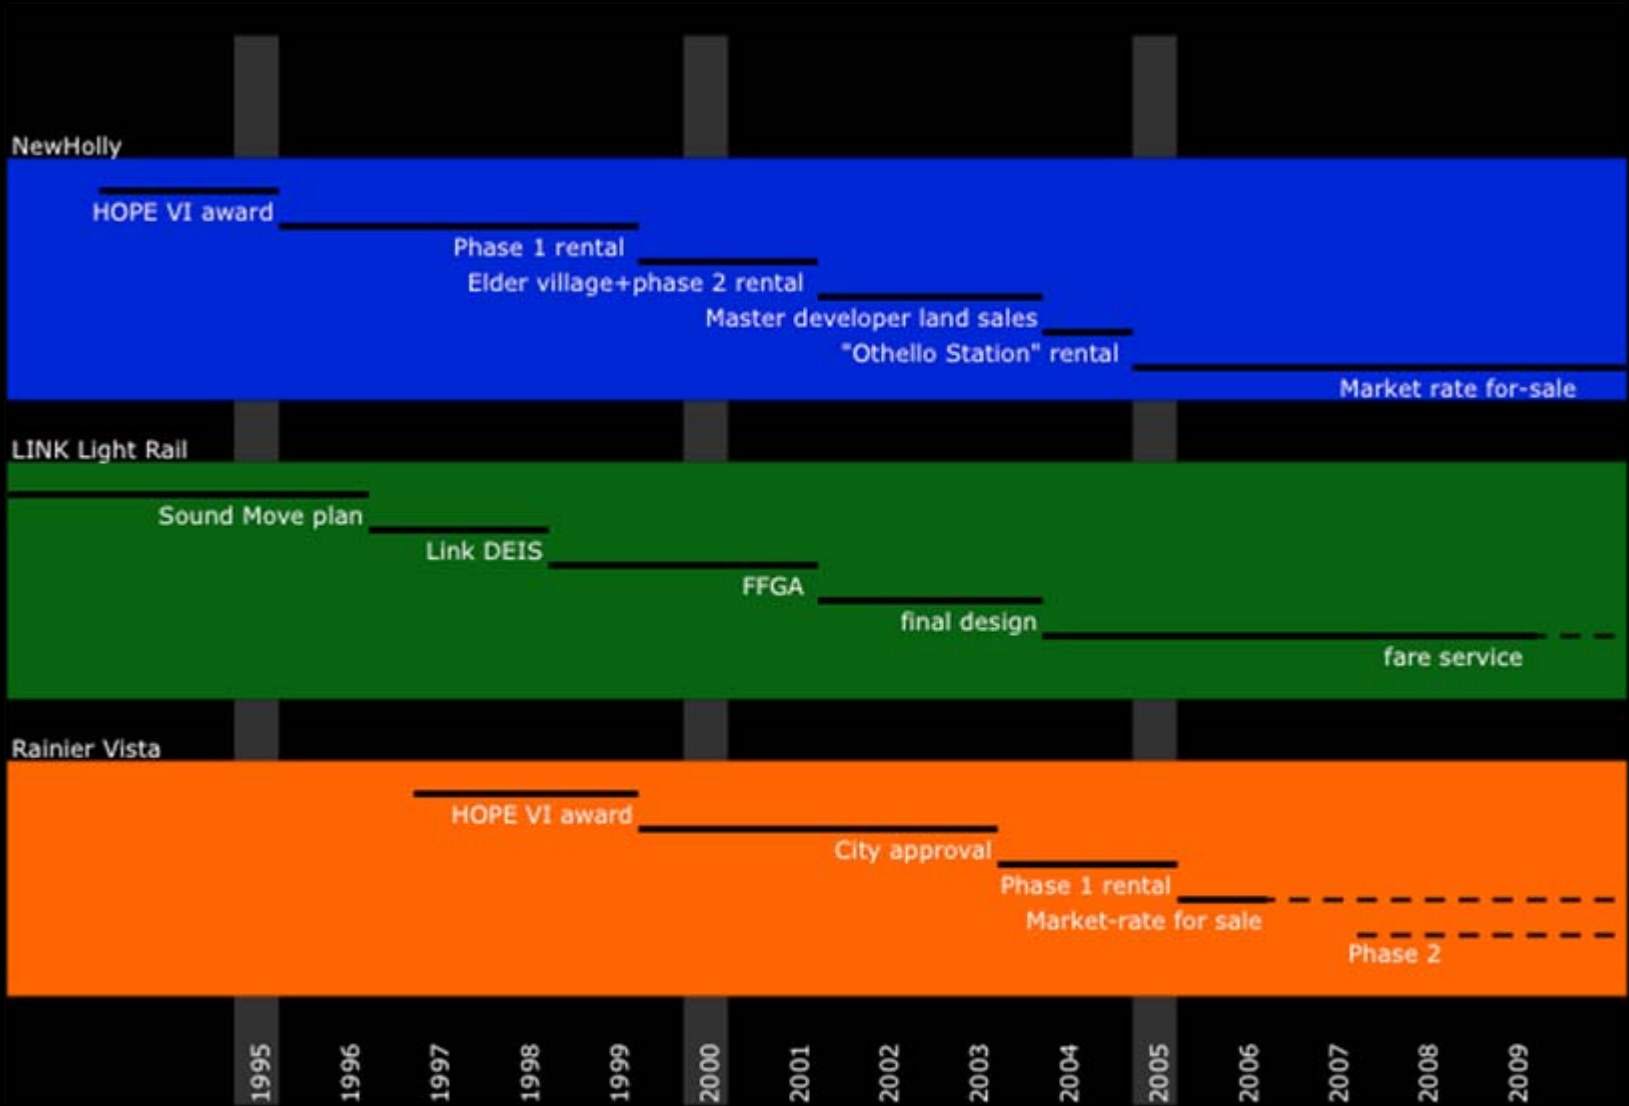 NewHolly
HOPE VI award
Phase 1 rental
Elder village+phase 2 rental
Master developer land sales
"Othello Station" rental
Market rate for-sale
LINK Light Rail
Sound Move plan
Link DEIS
FFGA
final design
fare service
Rainier Vista
HOPE VI award
City approval
Phase 1 rental
Market-rate for sale
Phase 2
1995
1996
1997
1998
1999
2000
2001
2002
2003
2004
2005
2006
2007
2008
2009